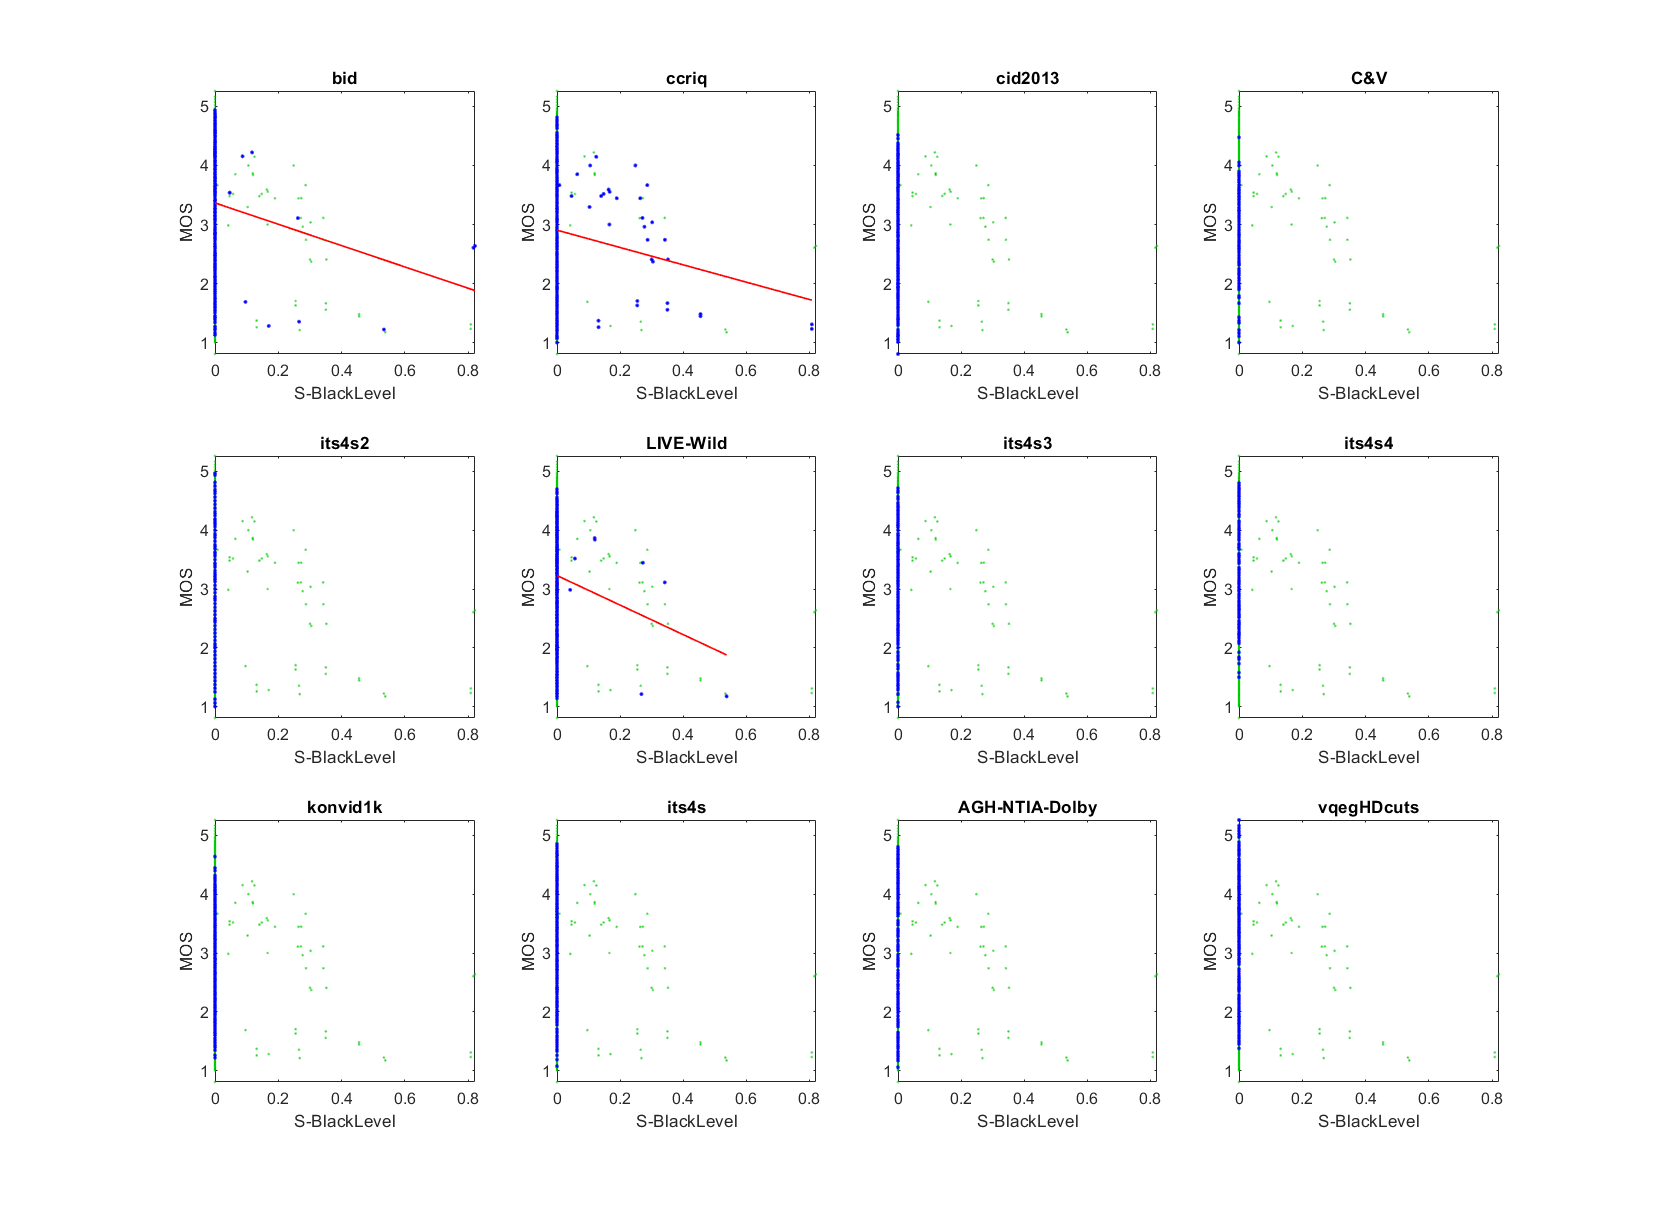 bid ccriq cid2013 C&V
5 5 5 5
4 4 4 4
3 3 3 3
2 2 2 2
1 1 1 1
MOS MOS MOS MOS
0 0.2 0.4 0.6 0.8 0 0.2 0.4 0.6 0.8 0 0.2 0.4 0.6 0.8 0 0.2 0.4 0.6 0.8
S-BlackLevel S-BlackLevel S-BlackLevel S-BlackLevel
its4s2 LIVE-Wild its4s3 its4s4
5 5 5 5
4 4 4 4
3 3 3 3
2 2 2 2
1 1 1 1
MOS MOS MOS MOS
0 0.2 0.4 0.6 0.8 0 0.2 0.4 0.6 0.8 0 0.2 0.4 0.6 0.8 0 0.2 0.4 0.6 0.8
S-BlackLevel S-BlackLevel S-BlackLevel S-BlackLevel
konvid1k its4s AGH-NTIA-Dolby vqegHDcuts
5 5 5 5
4 4 4 4
3 3 3 3
2 2 2 2
1 1 1 1
MOS MOS MOS MOS
0 0.2 0.4 0.6 0.8 0 0.2 0.4 0.6 0.8 0 0.2 0.4 0.6 0.8 0 0.2 0.4 0.6 0.8
S-BlackLevel S-BlackLevel S-BlackLevel S-BlackLevel